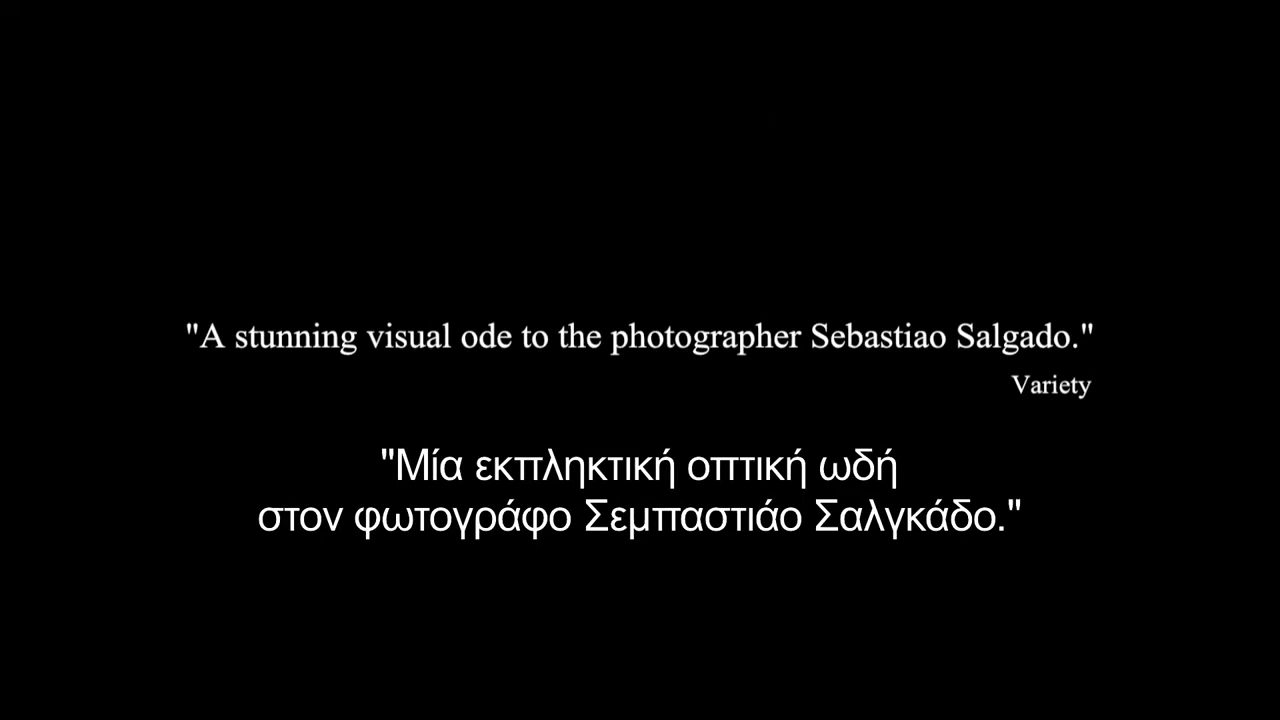 "A stunning visual ode to the photographer Sebastiao Salgado."
Variety
"Μία εκπληκτική οπτική ωδή
στον φωτογράφο Σεμπαστιάο Σαλγκάδο."